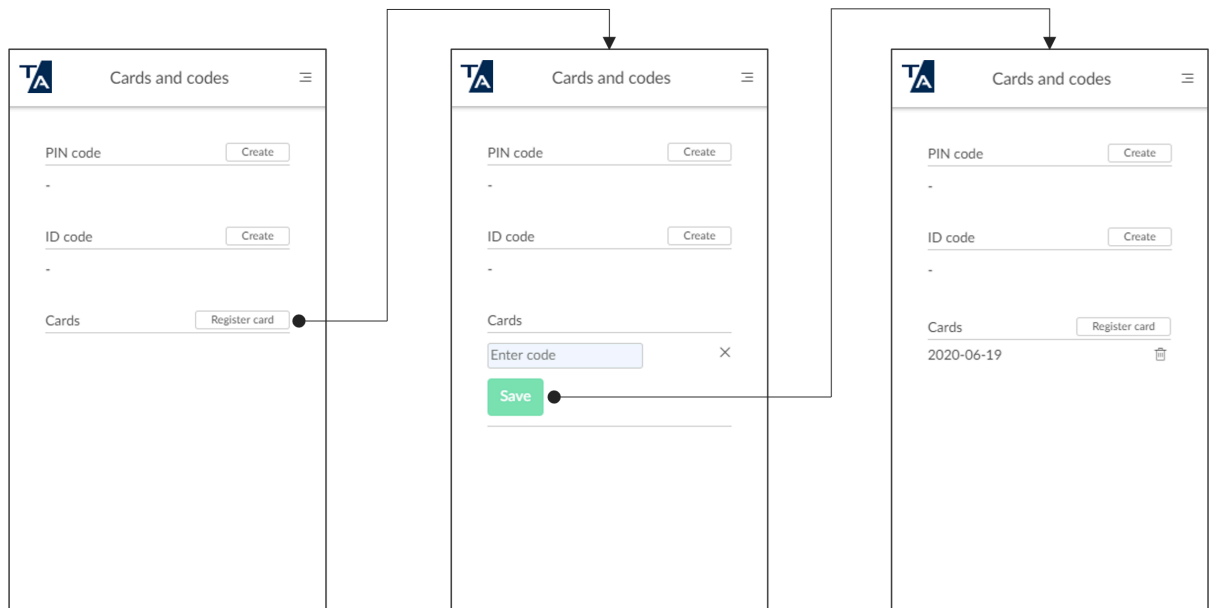 TA Cards and codes
PIN code Create
-
ID code Create
-
Cards Register card
TA Cards and codes
PIN code Create
-
ID code Create
-
Cards
Enter code
Save
TA Cards and codes
PIN code Create
-
ID code Create
-
Cards Register card
2020-06-19